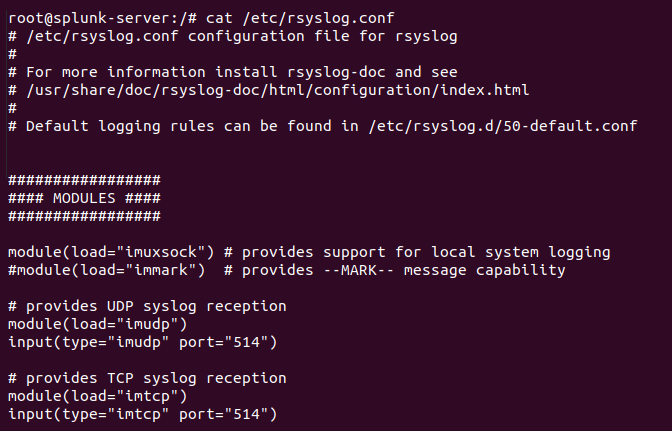 root@splunk-server:/# cat /etc/rsyslog.conf
# /etc/rsyslog.conf configuration file for rsyslog
#
# For more information install rsyslog-doc and see
# /usr/share/doc/rsyslog-doc/html/configuration/index.html
#
# Default logging rules can be found in /etc/rsyslog.d/50-default.conf
#################
#### MODULES ####
#################
module(load="imuxsock") # provides support for local system logging
#module(load="immark")  # provides --MARK-- message capability
# provides UDP syslog reception
module(load="imudp")
input(type="imudp" port="514")
# provides TCP syslog reception
module(load="imtcp")
input(type="imtcp" port="514")